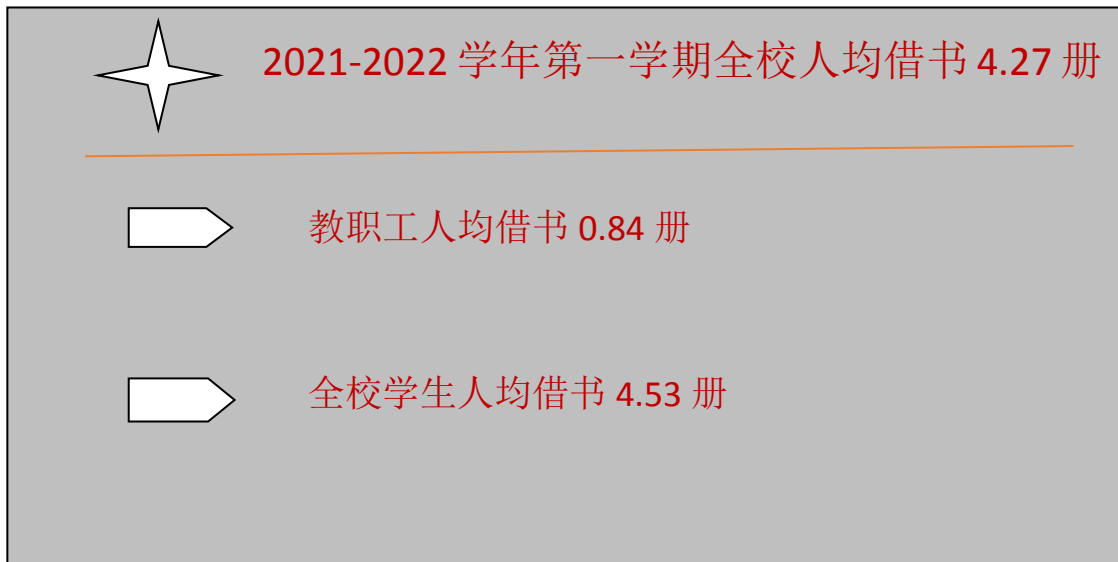 2021-2022 学年第一学期全校人均借书 4.27 册
教职工人均借书 0.84 册
全校学生人均借书 4.53 册